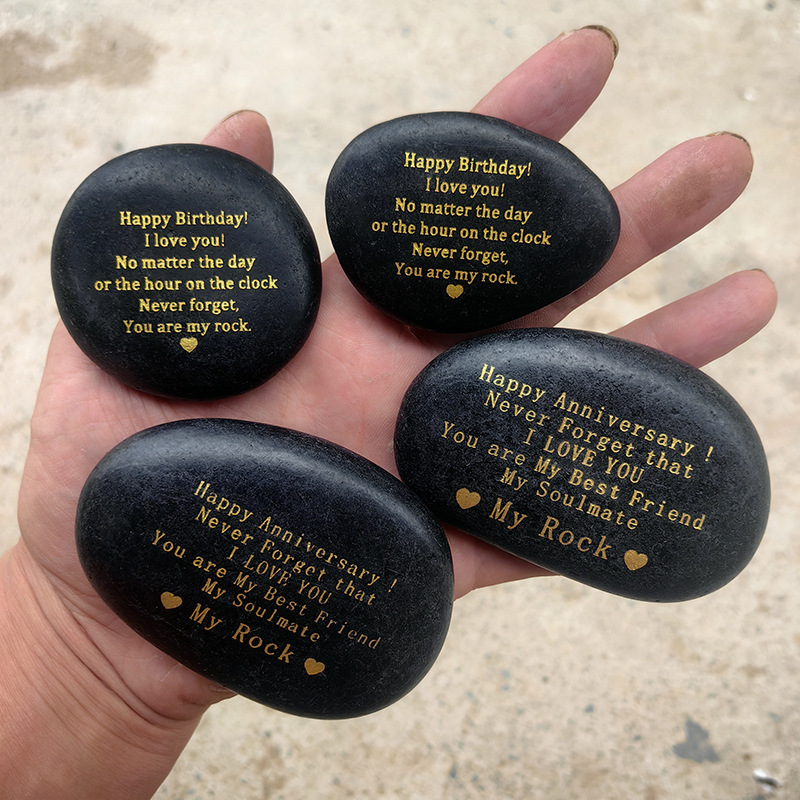 Happy Birthday!
I love you!
No matter the day
or the hour on the clock
Never forget,
You are my rock.
Happy Birthday!
I love you!
No matter the day
or the hour on the clock
Never forget,
You are my rock.
Happy Anniversary !
Never Forget that
I LOVE YOU
You are My Best Friend
My Soulmate
My Rock
Happy Anniversary !
Never Forget that
I LOVE YOU
You are My Best Friend
My Soulmate
My Rock